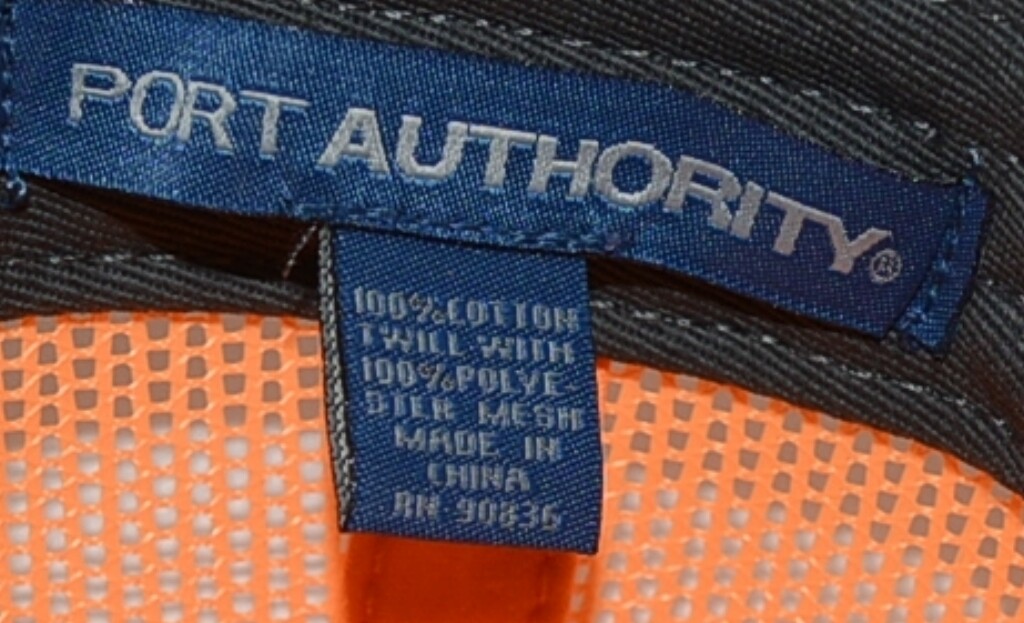 PORT AUTHORITY®
100% COTTON
TWILL WITH
100% POLYE-
STER MESH
MADE IN
CHINA
RN 90836